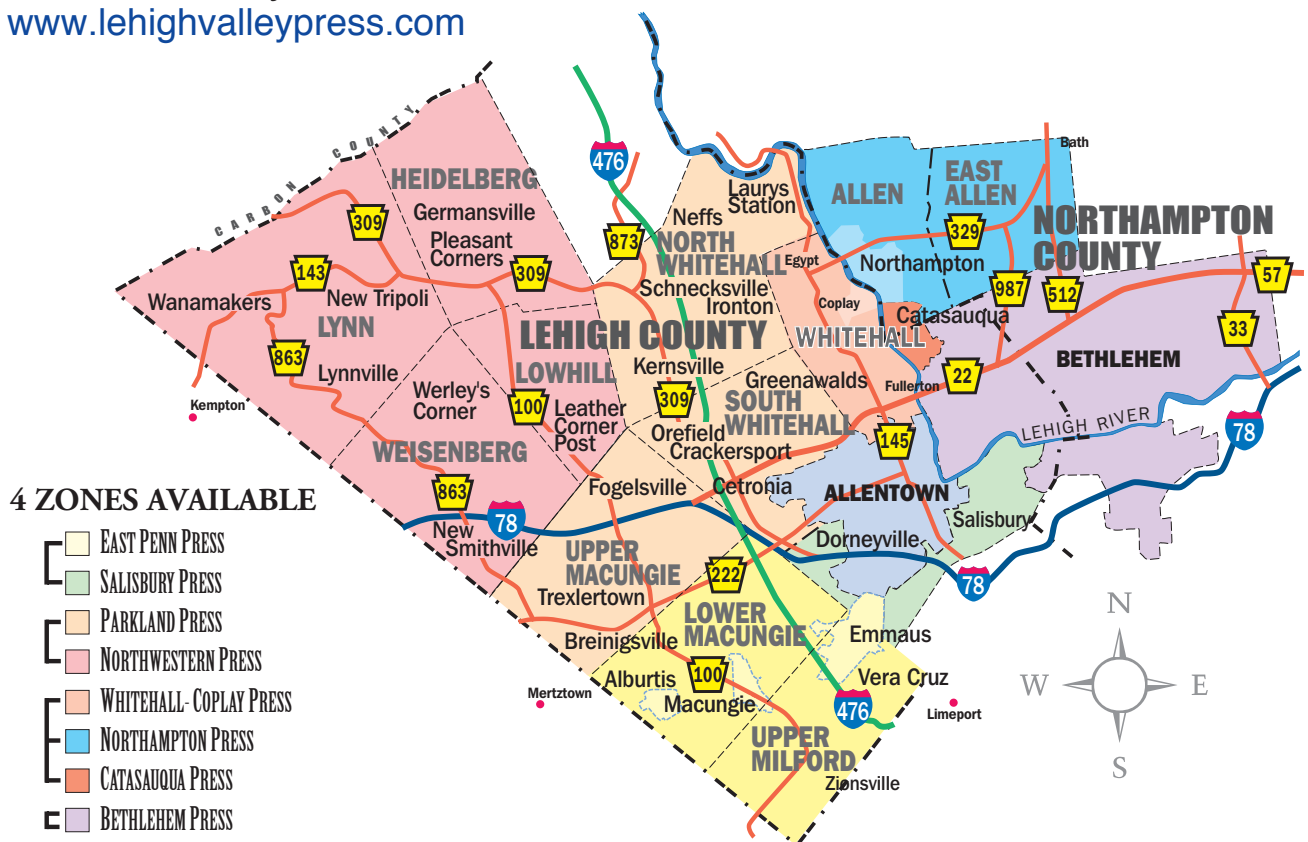 www.lehighvalleypress.com
CARBON COUNTY
476
Bath
HEIDELBERG
Germansville
Pleasant
Corners
309
309
143
Wanamakers
New Tripoli
LYNN
863
Lynnville
Kempton
Werley's
Corner
LOWHILL
100
Leather
Corner
Post
WEISENBERG
863
78
New
Smithville
LEHIGH COUNTY
873
Neffs
Laurys
Station
NORTH
WHITEHALL
Schnecksville
Ironton
Egypt
Coplay
WHITEHALL
Kernsville
309
Greenawalds
SOUTH
WHITEHALL
Orefield
Crackersport
Fogelsville
Cetronia
ALLEN
EAST
ALLEN
329
Northampton
NORTHAMPTON
COUNTY
987
512
57
33
Catasauqua
Fullerton
22
BETHLEHEM
LEHIGH RIVER
78
145
ALLENTOWN
Salisbury
Dorneyville
78
UPPER
MACUNGIE
Trexlertown
222
Breinigsville
LOWER
MACUNGIE
Emmaus
Alburtis
100
Macungie
Vera Cruz
Mertztown
476
Limeport
UPPER
MILFORD
Zionsville
4 ZONES AVAILABLE
EAST PENN PRESS
SALISBURY PRESS
PARKLAND PRESS
NORTHWESTERN PRESS
WHITEHALL- COPLAY PRESS
NORTHAMPTON PRESS
CATASAUQUA PRESS
BETHLEHEM PRESS
N
W E
S